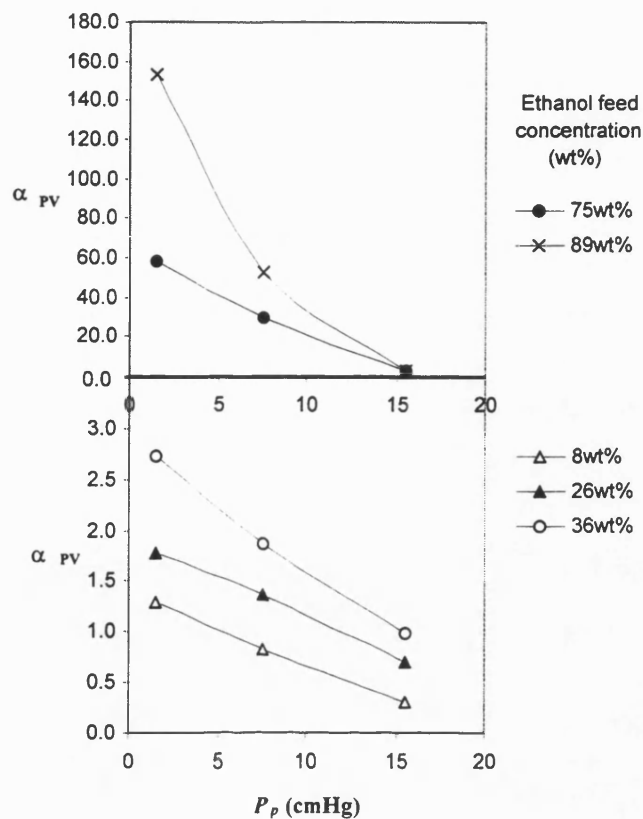 180.0
160.0
140.0
120.0
100.0
80.0
60.0
40.0
20.0
0.0
α PV
0 5 10 15 20
Ethanol feed
concentration
(wt%)
75wt%
89wt%
3.0
2.5
2.0
1.5
1.0
0.5
0.0
α PV
0 5 10 15 20
P_p (cmHg)
8wt%
26wt%
36wt%